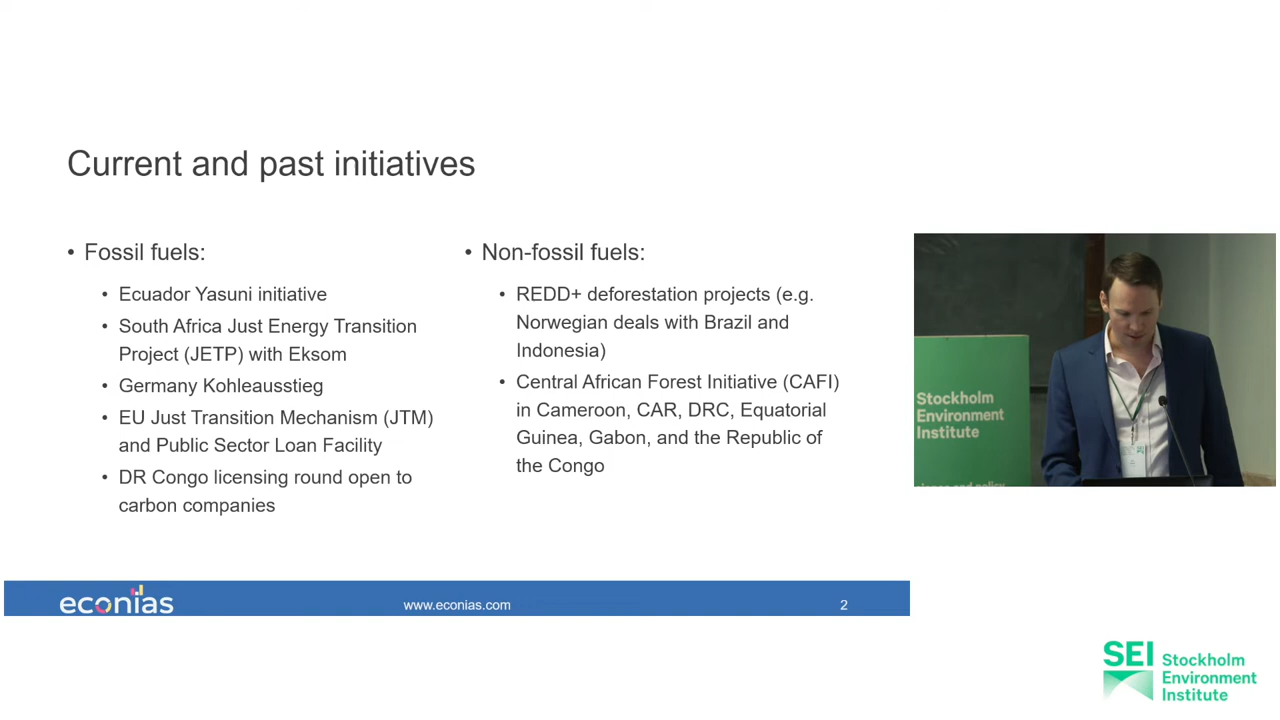 Current and past initiatives
• Fossil fuels:
• Ecuador Yasuni initiative
• South Africa Just Energy Transition
Project (JETP) with Eksom
• Germany Kohleausstieg
• EU Just Transition Mechanism (JTM)
and Public Sector Loan Facility
• DR Congo licensing round open to
carbon companies
• Non-fossil fuels:
• REDD+ deforestation projects (e.g.
Norwegian deals with Brazil and
Indonesia)
• Central African Forest Initiative (CAFI)
in Cameroon, CAR, DRC, Equatorial
Guinea, Gabon, and the Republic of
the Congo
Stockholm
Environment
Institute
econias
www.econias.com
2
SEI
Stockholm
Environment
Institute